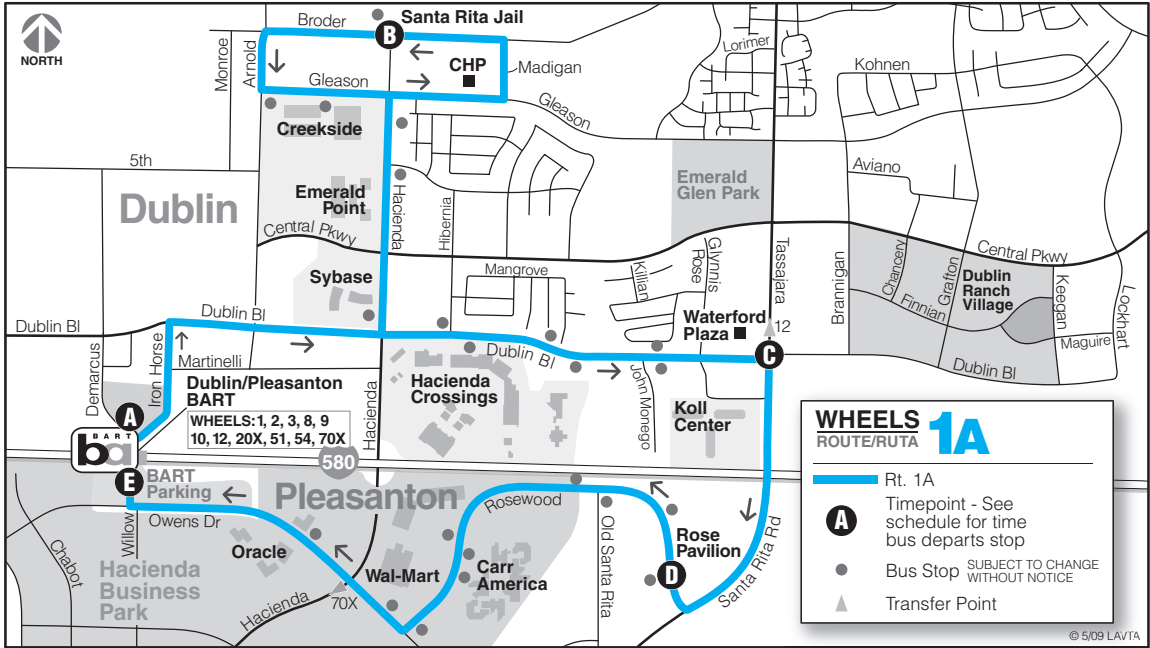 NORTH
Monroe
Arnold
Broder
B
Santa Rita Jail
CHP
Madigan
Gleason
Gleason
Lorimer
Kohnen
Creekside
5th
Dublin
Emerald
Point
Hacienda
Hibernia
Emerald
Glen Park
Aviano
Central Pkwy
Central Pkwy
Sybase
Mangrove
Killian
Glynnis
Rose
Tassajara
Brannigan
Chancery
Grafton
Finnian
Dublin
Ranch
Village
Keegan
Lockhart
Maguire
Dublin Bl
Dublin Bl
Dublin Bl
Dublin Bl
Waterford
Plaza
12
C
Demarcus
Iron Horse
Martinelli
Dublin/Pleasanton
BART
WHEELS: 1, 2, 3, 8, 9
10, 12, 20X, 51, 54, 70X
Hacienda
Hacienda
Crossings
John Monego
Koll
Center
A
BART
ba
E
BART
Parking
580
Pleasanton
Rosewood
Owens Dr
Willow
Chabot
Oracle
Hacienda
Business
Park
Hacienda
70X
Wal-Mart
Carr
America
Old Santa Rita
Rose
Pavilion
D
Santa Rita Rd
WHEELS
ROUTE/RUTA
1A
Rt. 1A
A
Timepoint - See
schedule for time
bus departs stop
Bus Stop SUBJECT TO CHANGE
WITHOUT NOTICE
Transfer Point
© 5/09 LAVTA